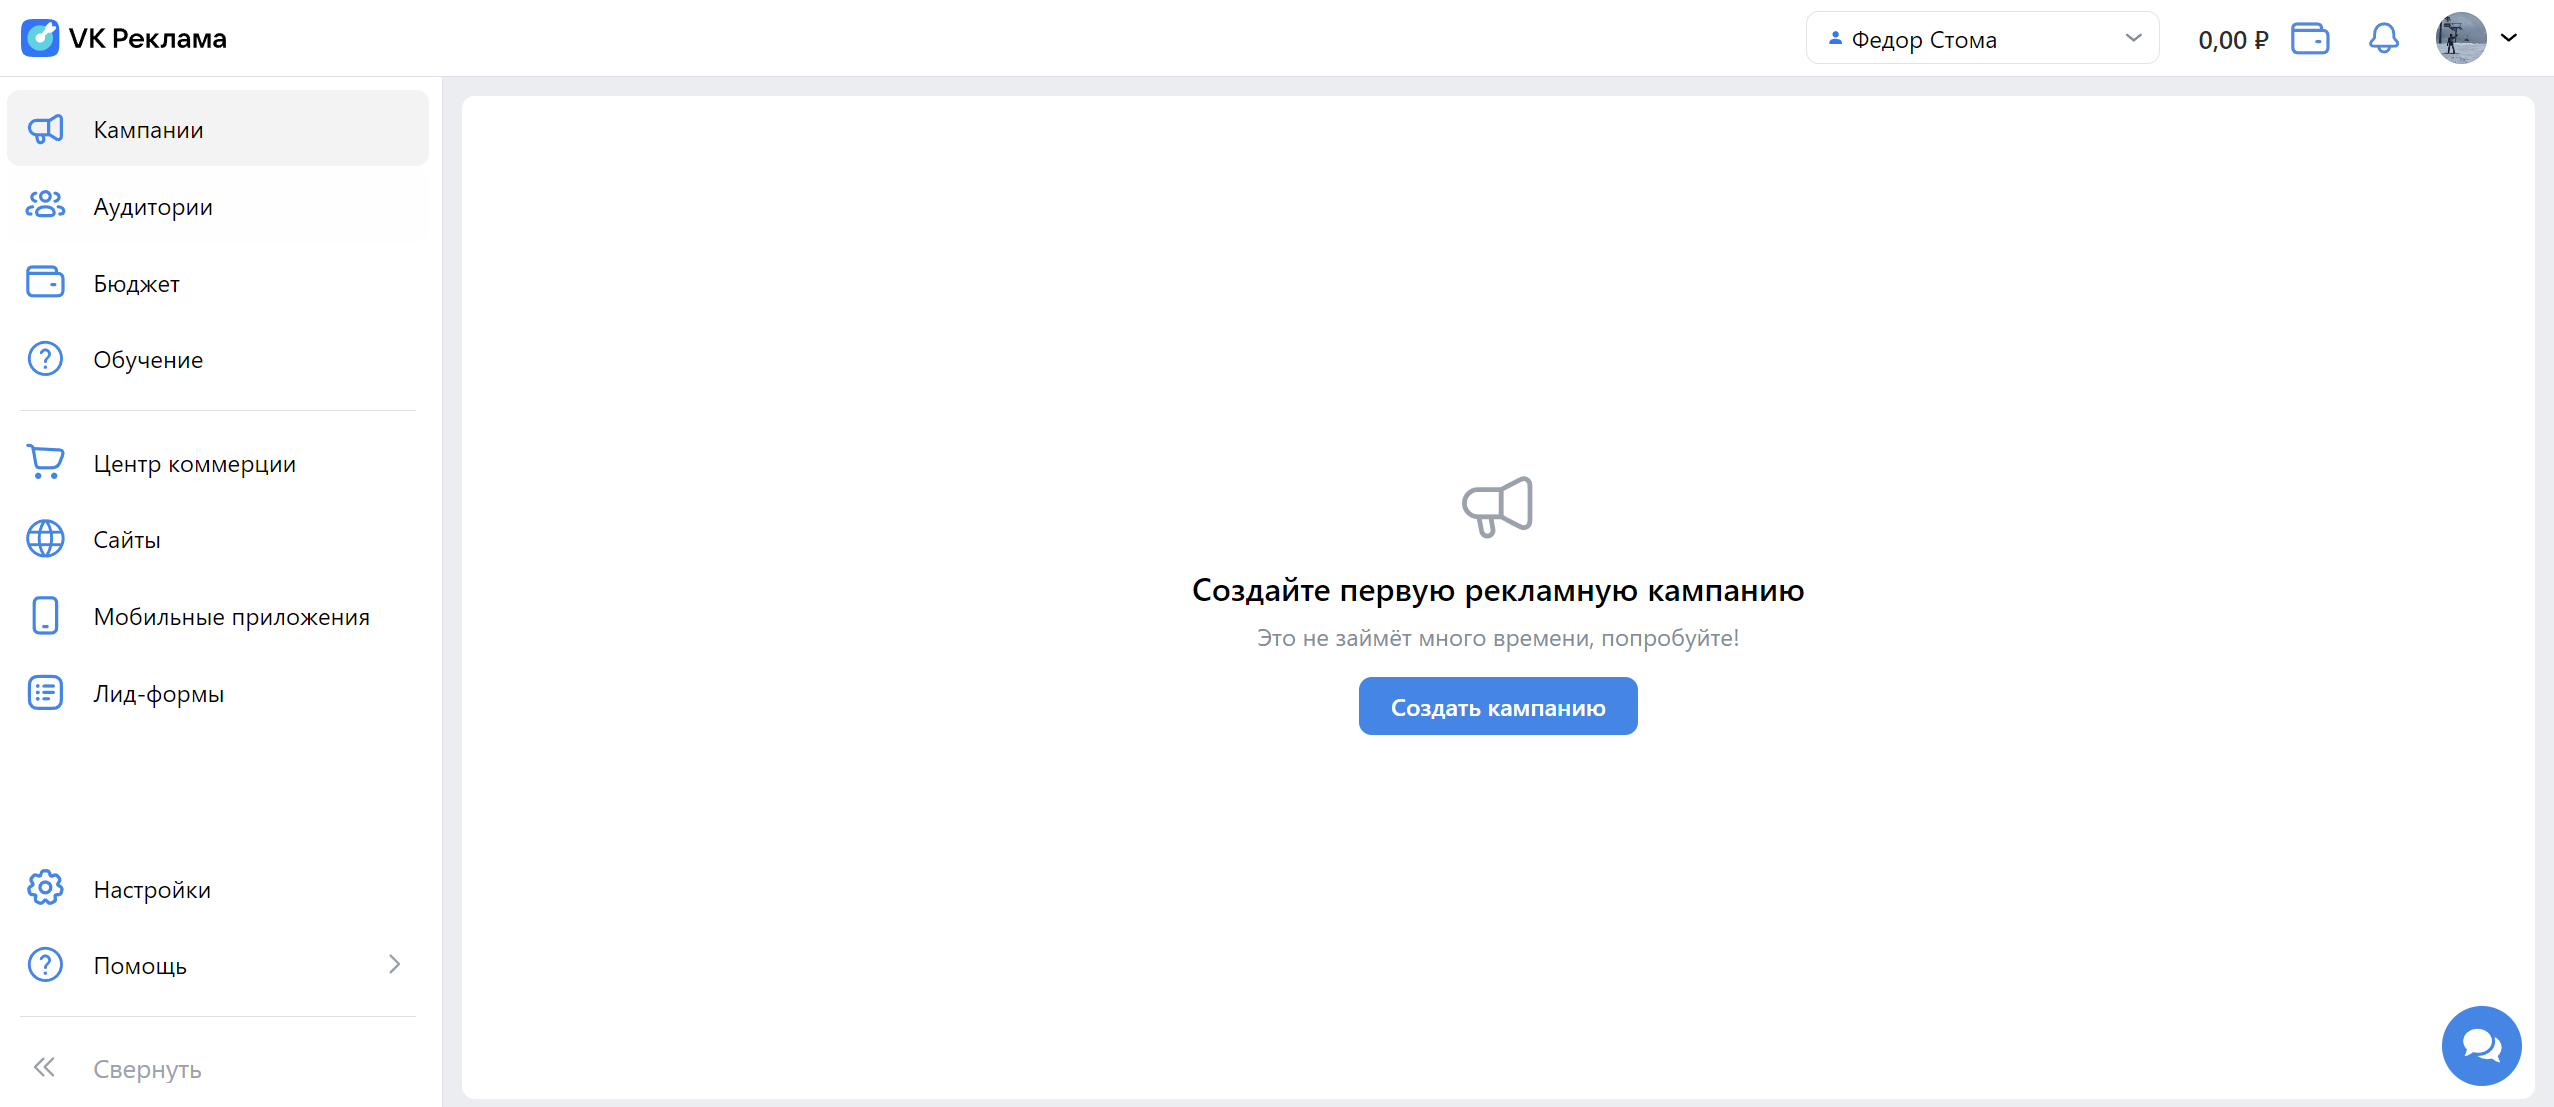 VK Реклама
Федор Стома
0,00 ₽
Кампании
Аудитории
Бюджет
Обучение
Центр коммерции
Сайты
Мобильные приложения
Лид-формы
Настройки
Помощь
Свернуть
Создайте первую рекламную кампанию
Это не займёт много времени, попробуйте!
Создать кампанию